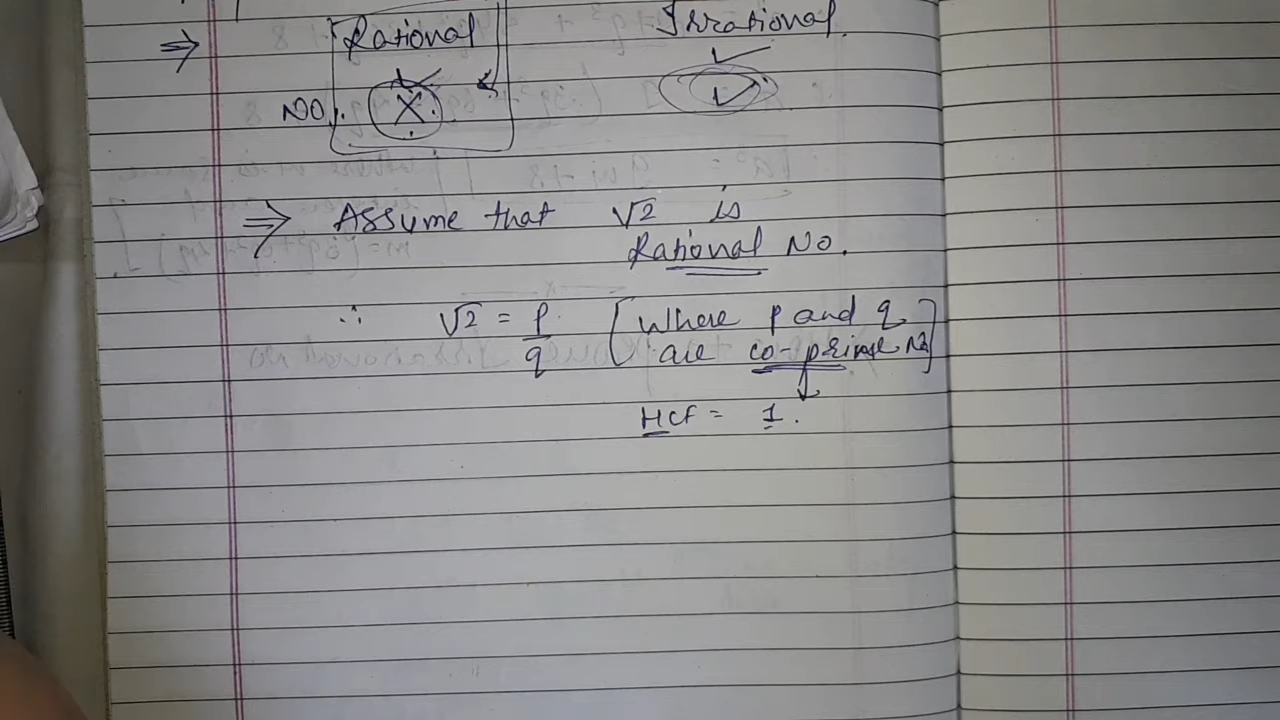 ⇒ Rational Irrational.
✓
NO. X. ✓
⇒ Assume that √2 is
Rational No.
∴ √2 = p/q [Where p and q
are co-prime No]
HCF = 1.